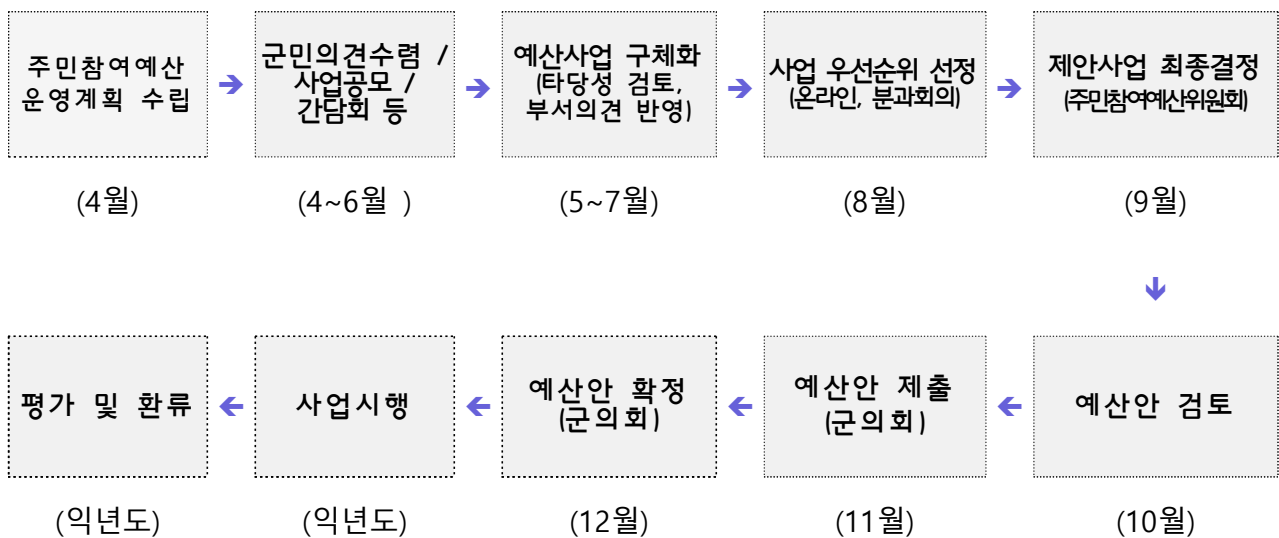 주민참여예산
운영계획 수립
군민의견수렴 /
사업공모 /
간담회 등
예산사업 구체화
(타당성 검토,
부서의견 반영)
사업 우선순위 선정
(온라인, 분과회의)
제안사업 최종결정
(주민참여예산위원회)
(4월)
(4~6월 )
(5~7월)
(8월)
(9월)
평가 및 환류
사업시행
예산안 확정
(군의회)
예산안 제출
(군의회)
예산안 검토
(익년도)
(익년도)
(12월)
(11월)
(10월)